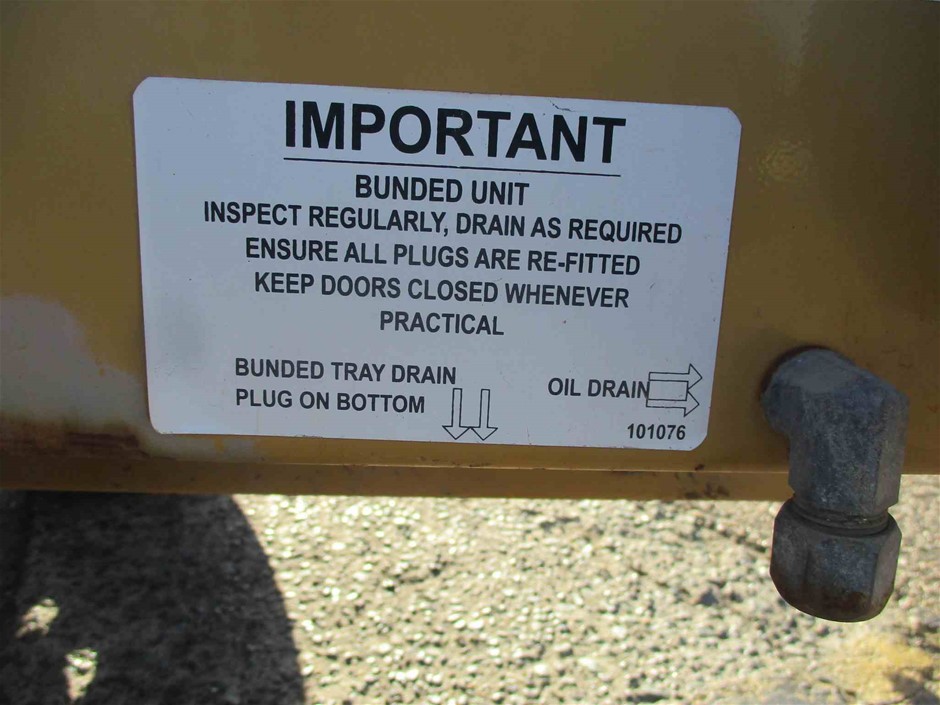 IMPORTANT
BUNDED UNIT
INSPECT REGULARLY, DRAIN AS REQUIRED
ENSURE ALL PLUGS ARE RE-FITTED
KEEP DOORS CLOSED WHENEVER
PRACTICAL
BUNDED TRAY DRAIN
PLUG ON BOTTOM
OIL DRAIN
101076